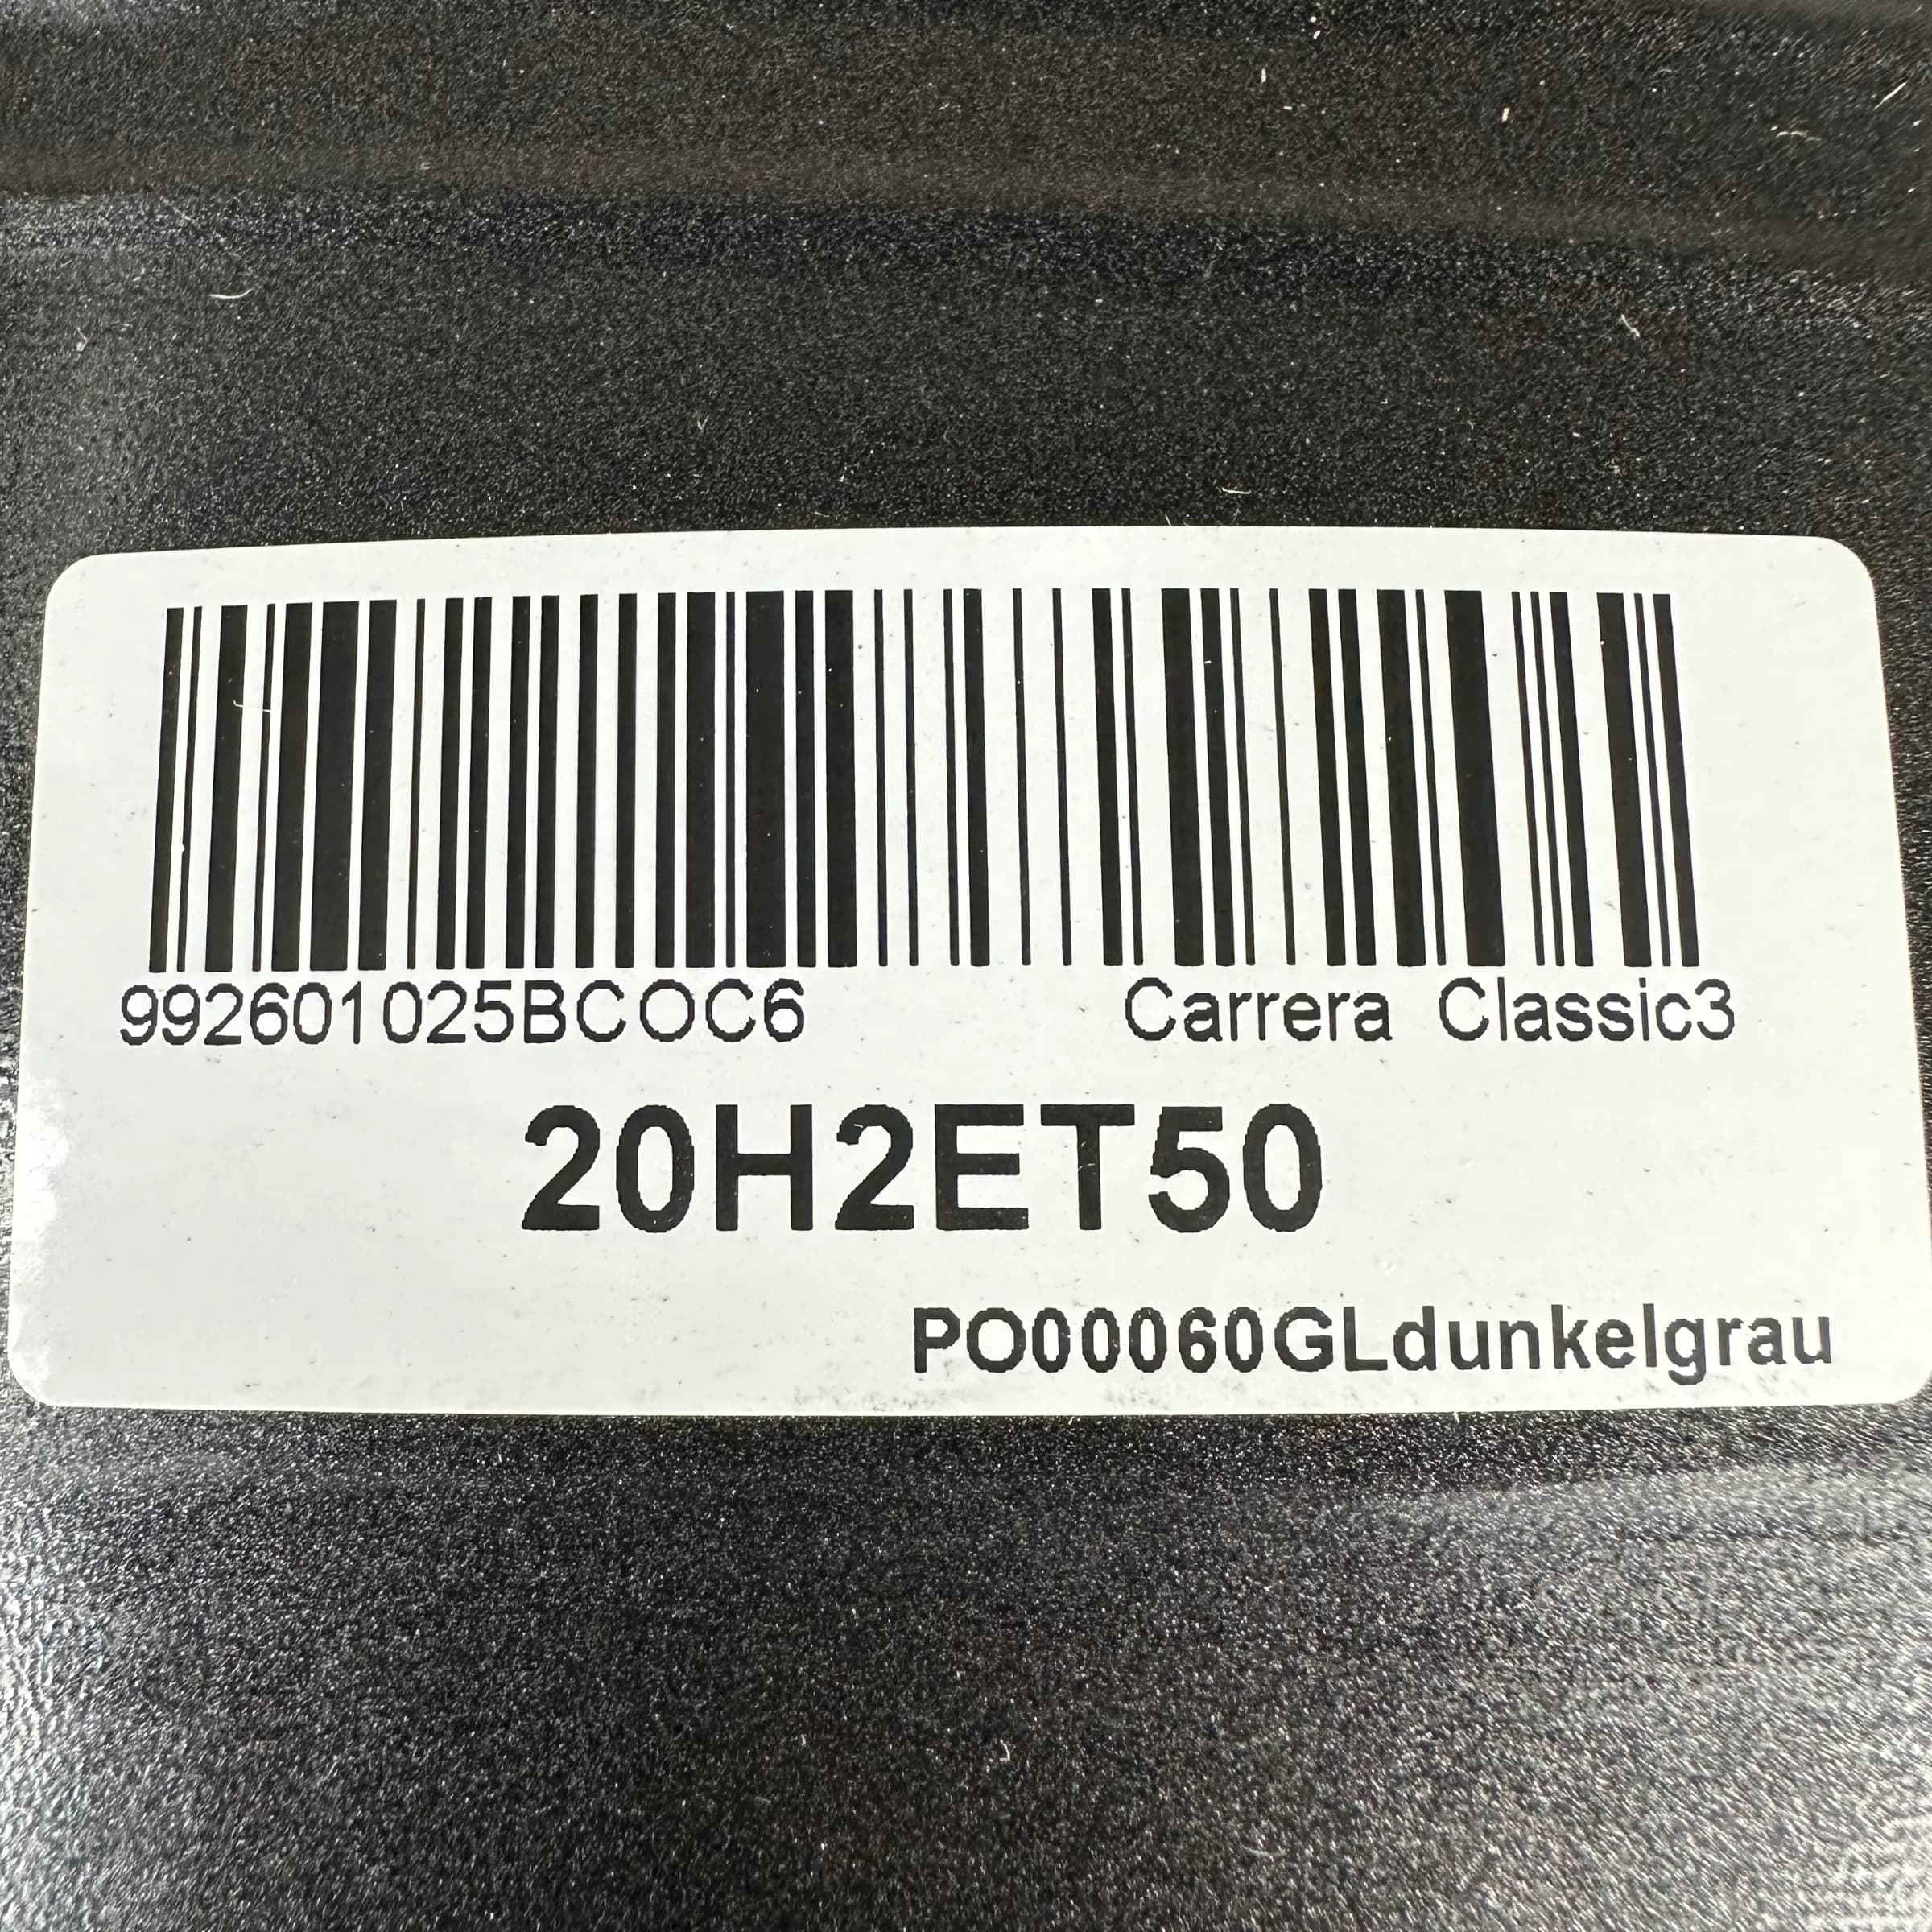 992601025BCOC6 Carrera Classic3
20H2ET50
PO00060GLdunkelgrau